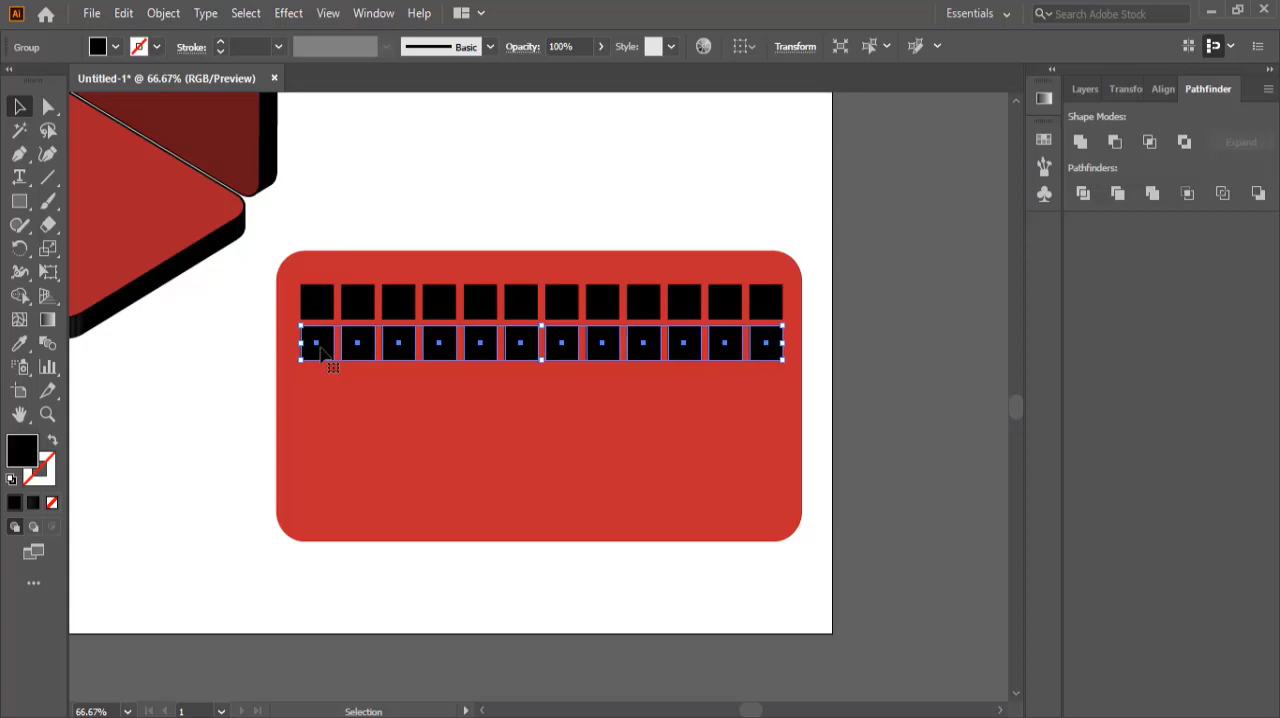 Ai File Edit Object Type Select Effect View Window Help Essentials Search Adobe Stock
Group Stroke: Basic Opacity: 100% Style: Transform
Untitled-1* @ 66.67% (RGB/Preview)
Layers Transfo Align Pathfinder
Shape Modes:
Expand
Pathfinders:
66.67% 1 Selection